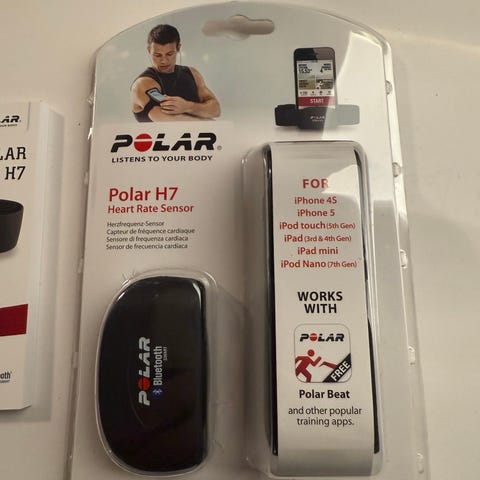 LAR
H7
START
POLAR
POLAR®
LISTENS TO YOUR BODY
Polar H7
Heart Rate Sensor
Herzfrequenz-Sensor
Capteur de fréquence cardiaque
Sensore di frequenza cardiaca
Sensor de frecuencia cardiaca
POLAR
Bluetooth
SMART
FOR
iPhone 4S
iPhone 5
iPod touch (5th Gen)
iPad (3rd & 4th Gen)
iPad mini
iPod Nano (7th Gen)
WORKS
WITH
POLAR
FREE
Polar Beat
and other popular
training apps.